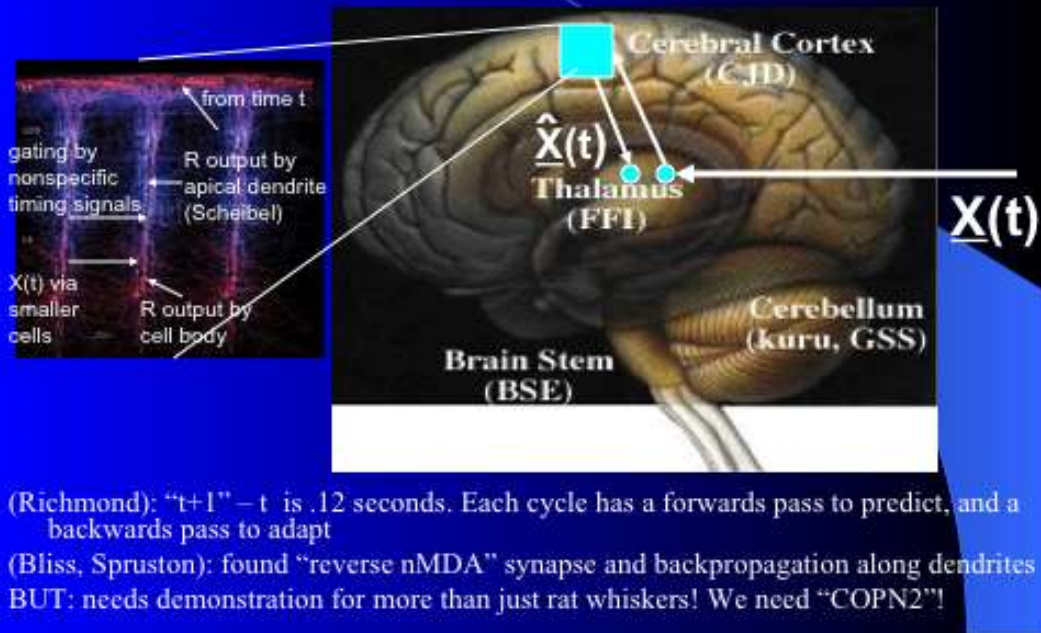 from time t
gating by
nonspecific
timing signals
R output by
apical dendrite
(Scheibel)
X(t) via
smaller
cells
R output by
cell body
Cerebral Cortex
(CJD)
X̂(t)
Thalamus
(FFI)
X(t)
Cerebellum
(kuru, GSS)
Brain Stem
(BSE)
(Richmond): “t+1” – t is .12 seconds. Each cycle has a forwards pass to predict, and a
backwards pass to adapt
(Bliss, Spruston): found “reverse nMDA” synapse and backpropagation along dendrites
BUT: needs demonstration for more than just rat whiskers! We need “COPN2”!